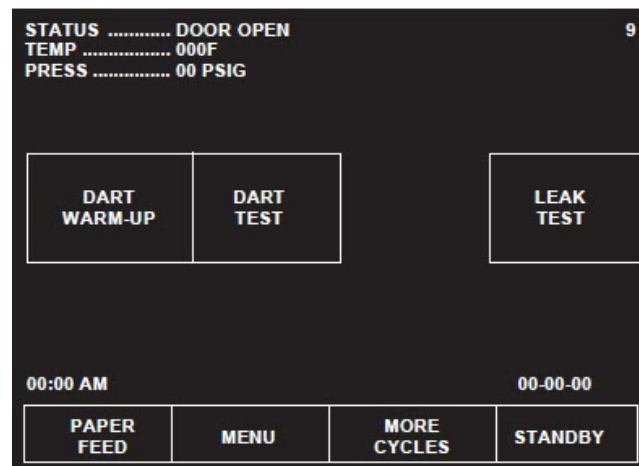 STATUS ............ DOOR OPEN 9
TEMP ................. 000F
PRESS ............... 00 PSIG
DART WARM-UP
DART TEST
LEAK TEST
00:00 AM 00-00-00
PAPER FEED
MENU
MORE CYCLES
STANDBY